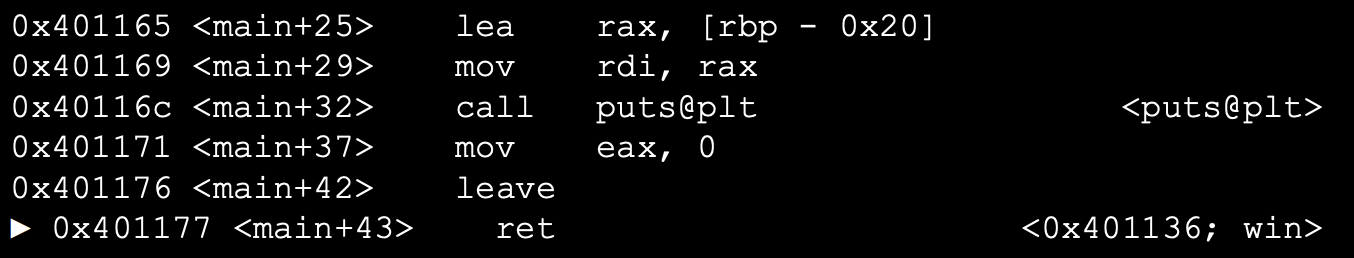 0x401165 <main+25>    lea    rax, [rbp - 0x20]
0x401169 <main+29>    mov    rdi, rax
0x40116c <main+32>    call   puts@plt                  <puts@plt>
0x401171 <main+37>    mov    eax, 0
0x401176 <main+42>    leave
► 0x401177 <main+43>    ret                       <0x401136; win>